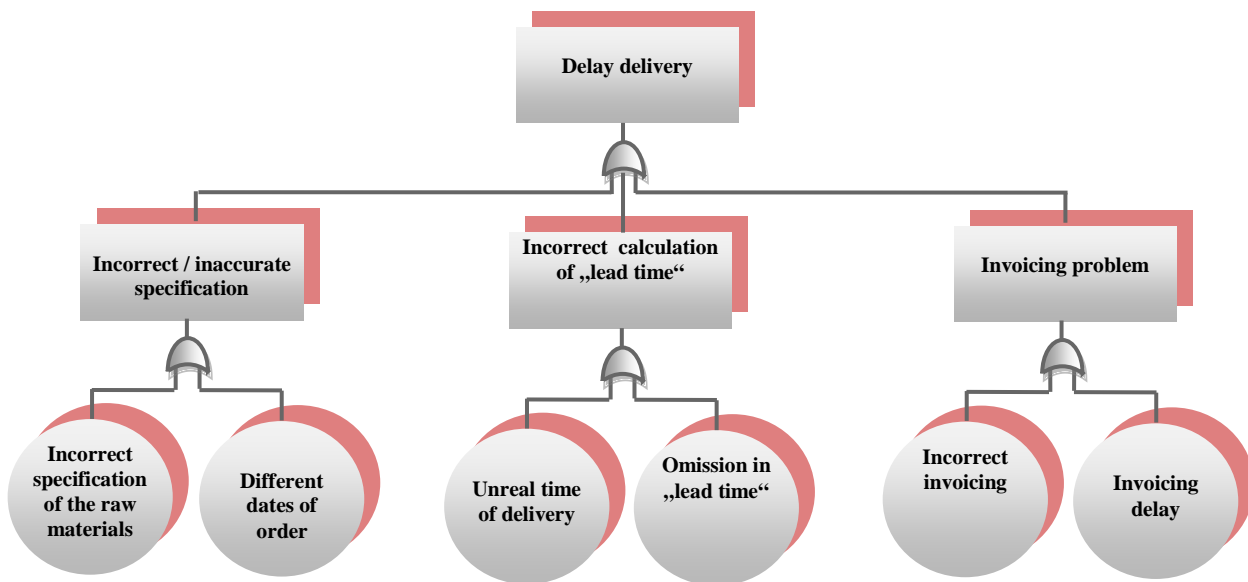 Delay delivery
Incorrect / inaccurate
specification
Incorrect calculation
of „lead time“
Invoicing problem
Incorrect
specification
of the raw
materials
Different
dates of
order
Unreal time
of delivery
Omission in
„lead time“
Incorrect
invoicing
Invoicing
delay